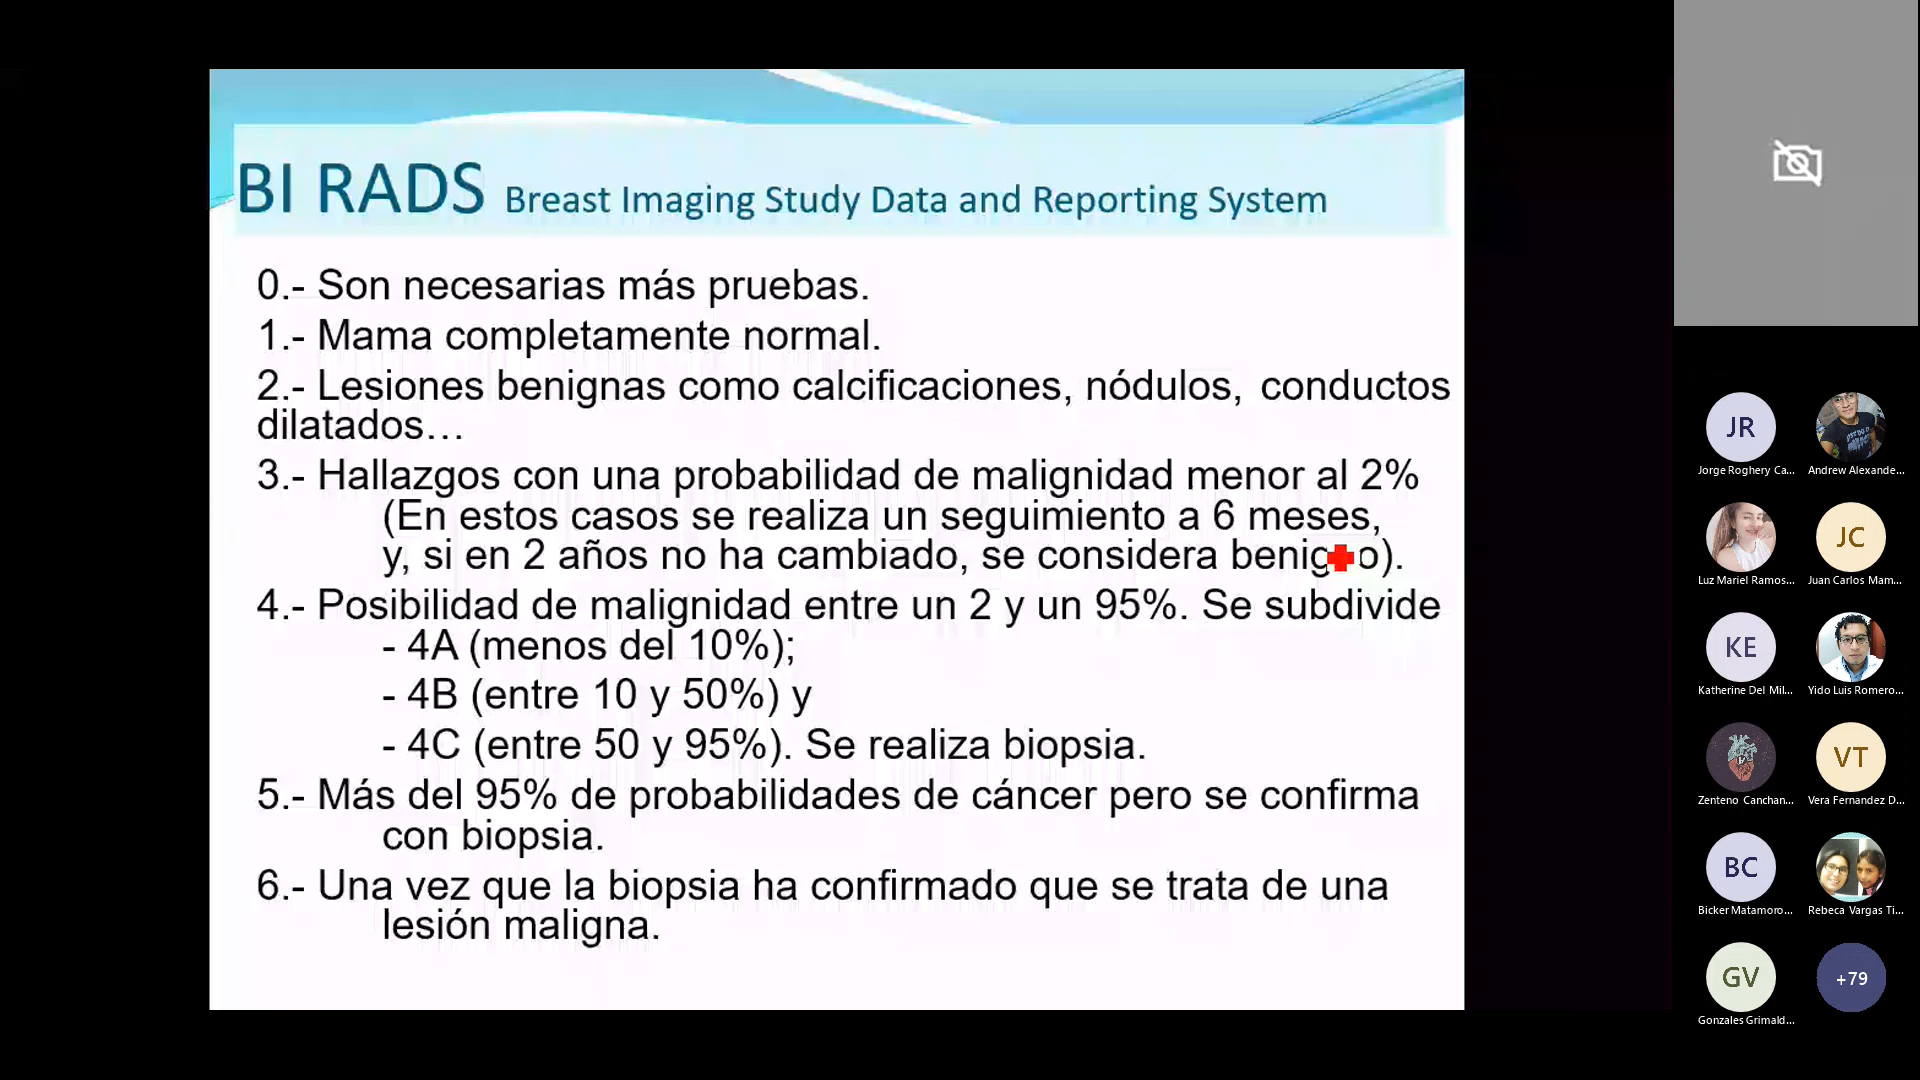 BI RADS Breast Imaging Study Data and Reporting System
0.- Son necesarias más pruebas.
1.- Mama completamente normal.
2.- Lesiones benignas como calcificaciones, nódulos, conductos
dilatados…
3.- Hallazgos con una probabilidad de malignidad menor al 2%
(En estos casos se realiza un seguimiento a 6 meses,
y, si en 2 años no ha cambiado, se considera benigno).
4.- Posibilidad de malignidad entre un 2 y un 95%. Se subdivide
- 4A (menos del 10%);
- 4B (entre 10 y 50%) y
- 4C (entre 50 y 95%). Se realiza biopsia.
5.- Más del 95% de probabilidades de cáncer pero se confirma
con biopsia.
6.- Una vez que la biopsia ha confirmado que se trata de una
lesión maligna.
JR
Jorge Roghery Ca... Andrew Alexande...
JC
Luz Mariel Ramos... Juan Carlos Mam...
KE
Katherine Del Mil... Yido Luis Romero...
VT
Zenteno Canchan... Vera Fernandez D...
BC
Bicker Matamoro... Rebeca Vargas Ti...
GV +79
Gonzales Grimald...